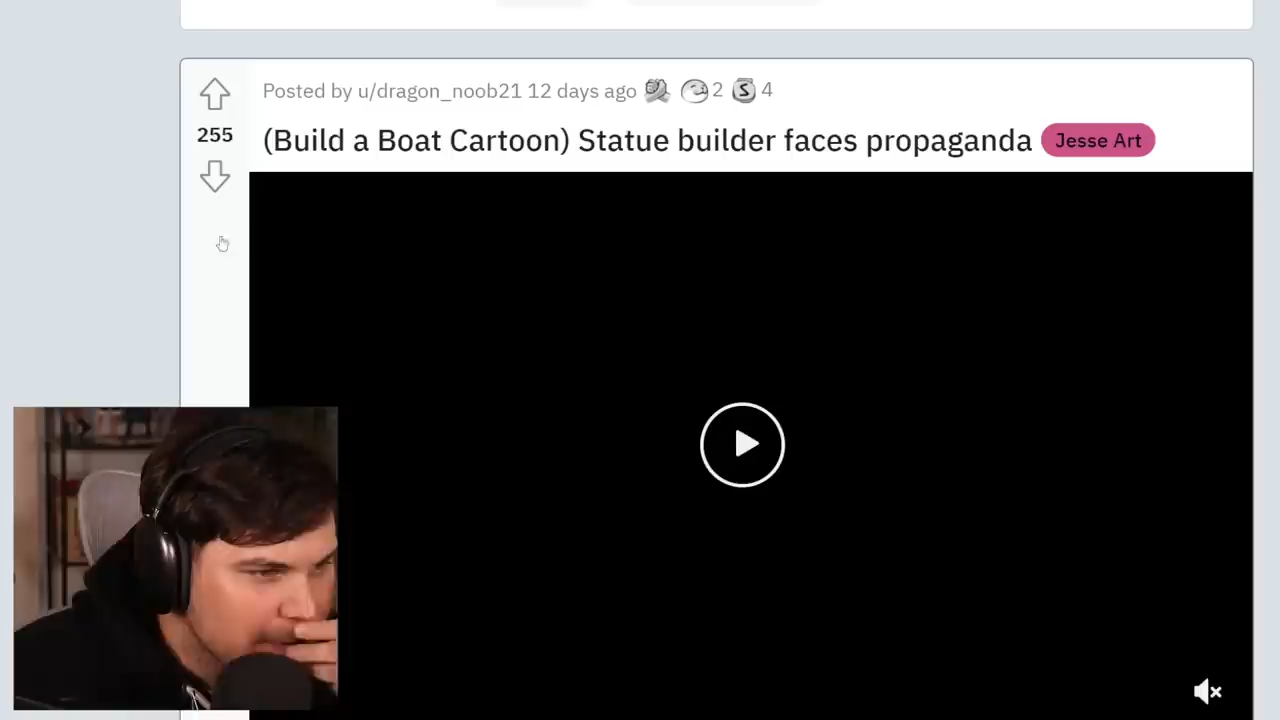 Posted by u/dragon_noob21 12 days ago 2 4
255
(Build a Boat Cartoon) Statue builder faces propaganda Jesse Art